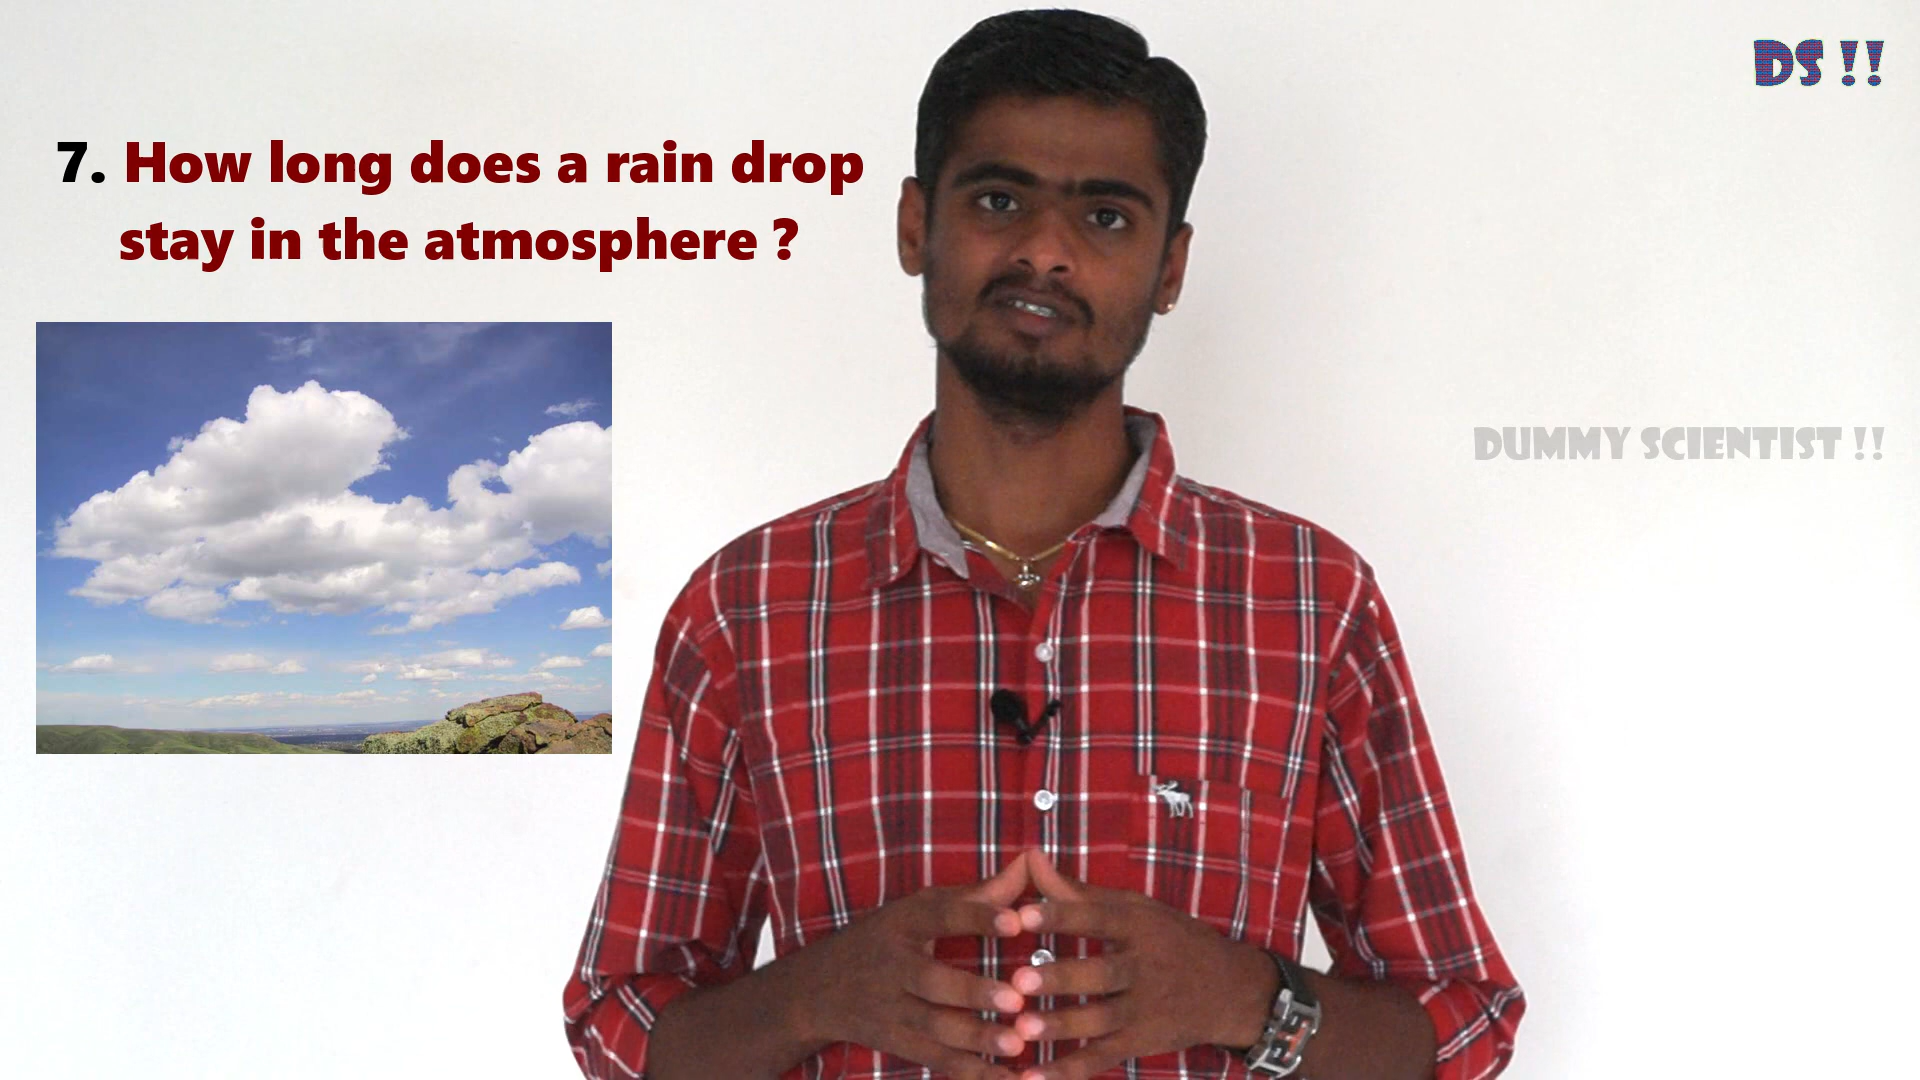 DS !!
7. How long does a rain drop
stay in the atmosphere ?
DUMMY SCIENTIST !!